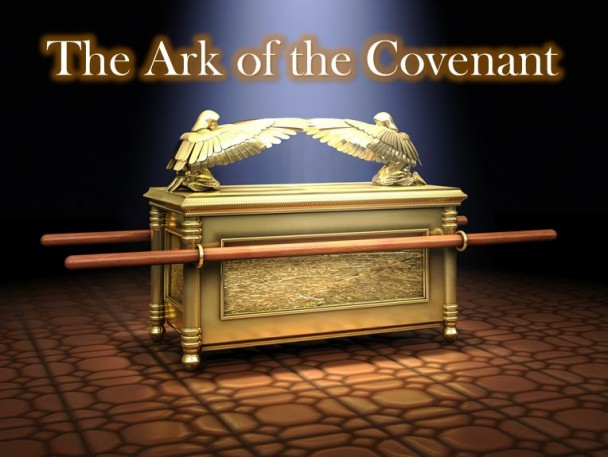 The Ark of the Covenant